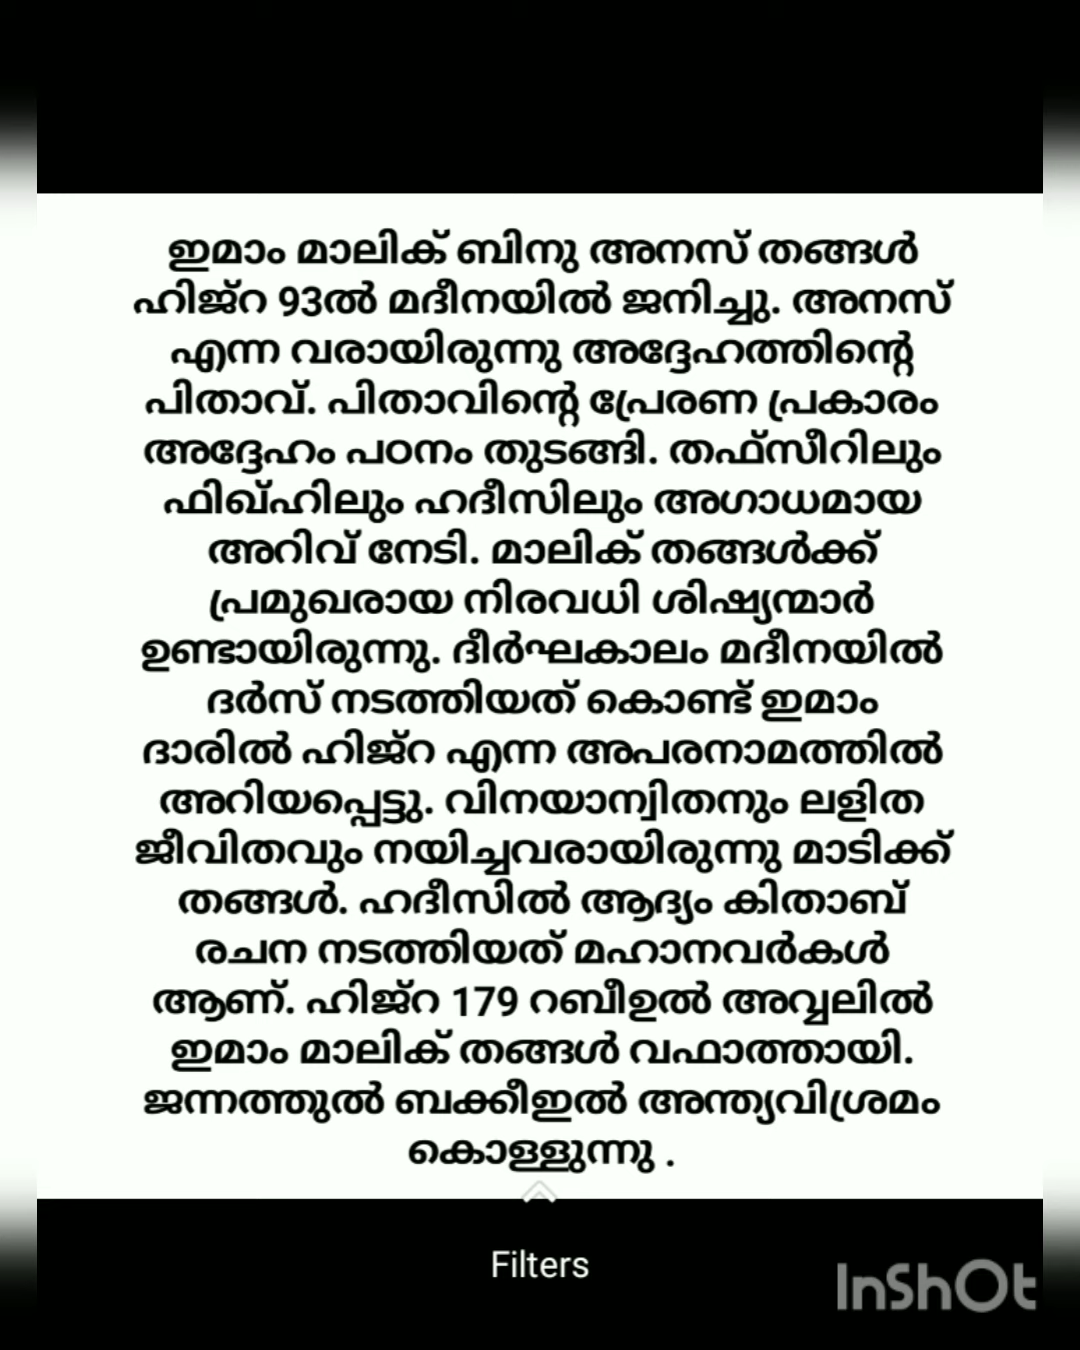 ഇമാം മാലിക് ബിനു അനസ് തങ്ങൾ
ഹിജ്റ 93ൽ മദീനയിൽ ജനിച്ചു. അനസ്
എന്ന വരായിരുന്നു അദ്ദേഹത്തിന്റെ
പിതാവ്. പിതാവിന്റെ പ്രേരണ പ്രകാരം
അദ്ദേഹം പഠനം തുടങ്ങി. തഫ്സീറിലും
ഫിഖ്ഹിലും ഹദീസിലും അഗാധമായ
അറിവ് നേടി. മാലിക് തങ്ങൾക്ക്
പ്രമുഖരായ നിരവധി ശിഷ്യന്മാർ
ഉണ്ടായിരുന്നു. ദീർഘകാലം മദീനയിൽ
ദർസ് നടത്തിയത് കൊണ്ട് ഇമാം
ദാരിൽ ഹിജ്റ എന്ന അപരനാമത്തിൽ
അറിയപ്പെട്ടു. വിനയാന്വിതനും ലളിത
ജീവിതവും നയിച്ചവരായിരുന്നു മാടിക്ക്
തങ്ങൾ. ഹദീസിൽ ആദ്യം കിതാബ്
രചന നടത്തിയത് മഹാനവർകൾ
ആണ്. ഹിജ്റ 179 റബീഉൽ അവ്വലിൽ
ഇമാം മാലിക് തങ്ങൾ വഫാത്തായി.
ജന്നത്തുൽ ബക്കീഇൽ അന്ത്യവിശ്രമം
കൊള്ളുന്നു .
Filters
InShOt